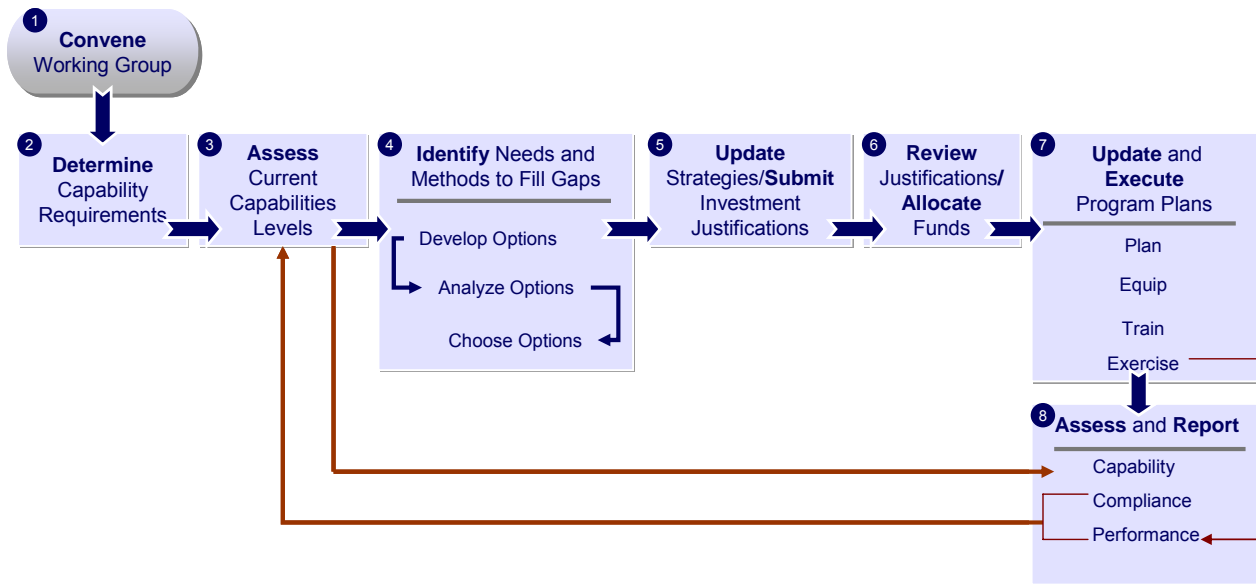 1
Convene
Working Group
2
Determine
Capability
Requirements
3
Assess
Current
Capabilities
Levels
4
Identify Needs and
Methods to Fill Gaps
Develop Options
Analyze Options
Choose Options
5
Update
Strategies/Submit
Investment
Justifications
6
Review
Justifications/
Allocate
Funds
7
Update and
Execute
Program Plans
Plan
Equip
Train
Exercise
8
Assess and Report
Capability
Compliance
Performance